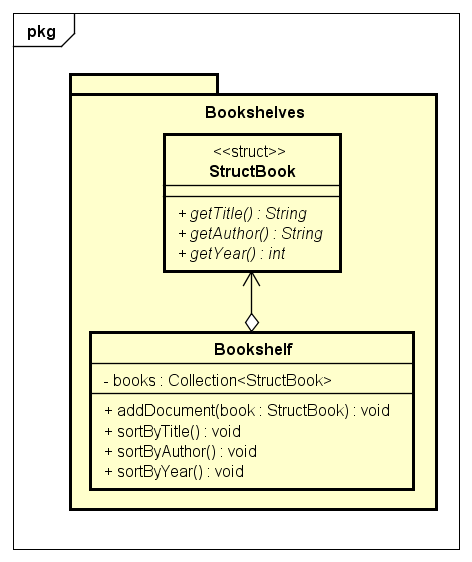 pkg
Bookshelves
<<struct>>
StructBook
+ getTitle() : String
+ getAuthor() : String
+ getYear() : int
Bookshelf
- books : Collection<StructBook>
+ addDocument(book : StructBook) : void
+ sortByTitle() : void
+ sortByAuthor() : void
+ sortByYear() : void